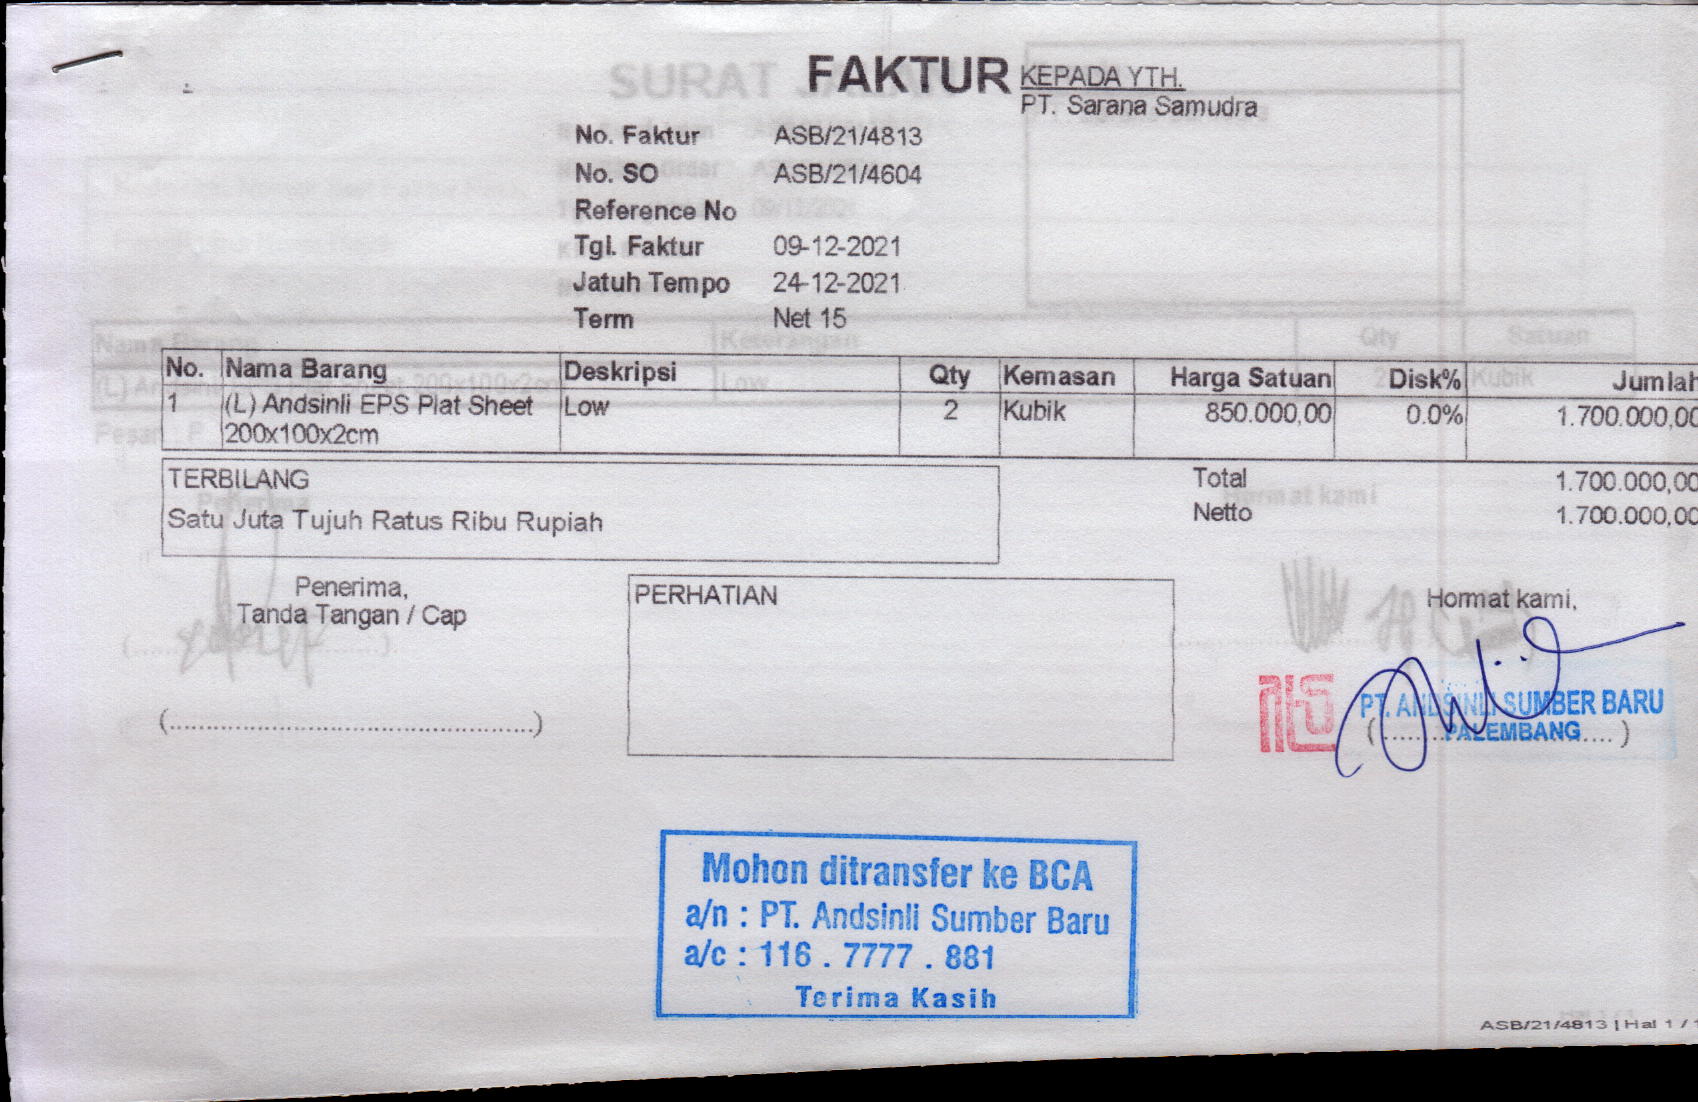 FAKTUR
KEPADA YTH.
PT. Sarana Samudra
No. Faktur ASB/21/4813
No. SO ASB/21/4604
Reference No
Tgl. Faktur 09-12-2021
Jatuh Tempo 24-12-2021
Term Net 15
No. Nama Barang Deskripsi Qty Kemasan Harga Satuan Disk% Jumlah
1 (L) Andsinli EPS Plat Sheet Low 2 Kubik 850.000,00 0.0% 1.700.000,00
200x100x2cm
TERBILANG
Satu Juta Tujuh Ratus Ribu Rupiah
Total 1.700.000,00
Netto 1.700.000,00
Penerima,
Tanda Tangan / Cap
(................................................)
PERHATIAN
Hormat kami,
PT. ANDSINLI SUMBER BARU
PALEMBANG
Mohon ditransfer ke BCA
a/n : PT. Andsinli Sumber Baru
a/c : 116 . 7777 . 881
Terima Kasih
ASB/21/4813 | Hal 1 / 1